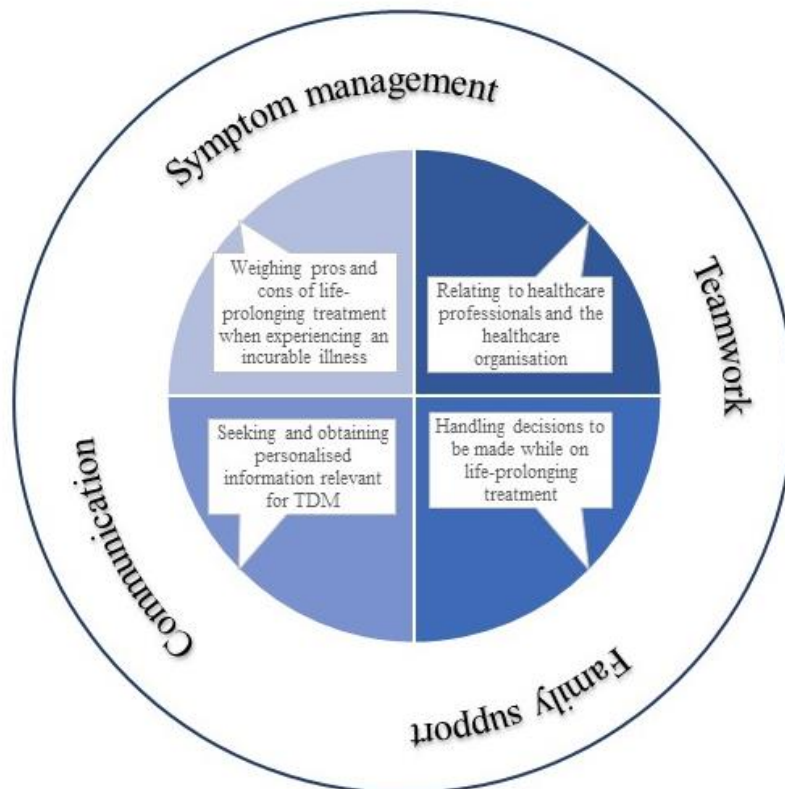 Symptom management
Teamwork
Weighing pros and
cons of life-
prolonging treatment
when experiencing an
incurable illness
Relating to healthcare
professionals and the
healthcare
organisation
Seeking and obtaining
personalised
information relevant
for TDM
Handling decisions to
be made while on
life-prolonging
treatment
Communication
Family support